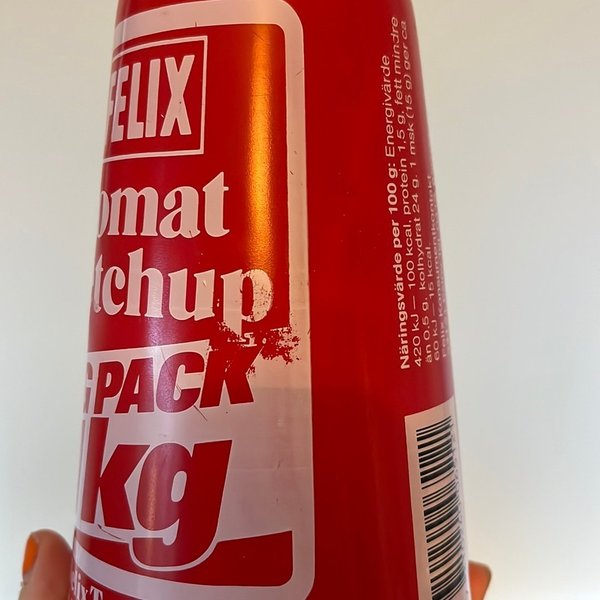 FELIX
omat
tchup
G PACK
kg
Näringsvärde per 100 g: Energivärde
420 kJ – 100 kcal, protein 1,5 g, fett mindre
än 0,5 g, kolhydrat 24 g. 1 msk (15 g) ger ca
60 kJ – 15 kcal.